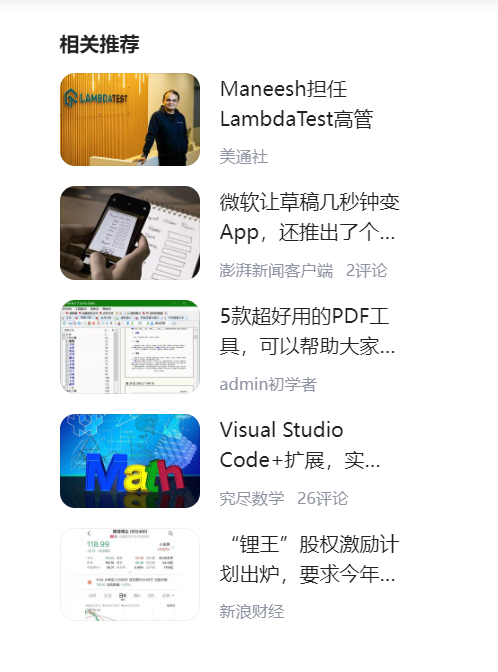 相关推荐
LAMBDATEST
Maneesh担任
LambdaTest高管
美通社
微软让草稿几秒钟变
App，还推出了个...
澎湃新闻客户端 2评论
5款超好用的PDF工
具，可以帮助大家...
admin初学者
Visual Studio
Code+扩展，实...
Math
究尽数学 26评论
“锂王”股权激励计
划出炉，要求今年...
118.99
新浪财经